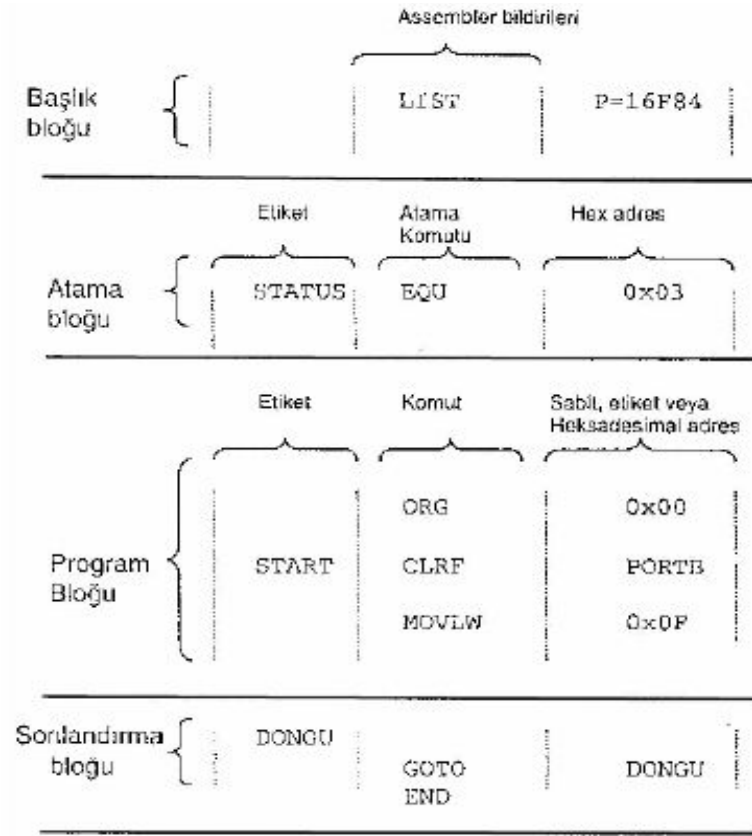 Assembler bildirileri
Başlık bloğu LIST P=16F84
Etiket Atama Komutu Hex adres
Atama bloğu STATUS EQU 0x03
Etiket Komut Sabit, etiket veya Heksadesimal adres
ORG 0x00
Program Bloğu START CLRF PORTB
MOVLW 0x0F
Sonlandırma bloğu DONGU
GOTO DONGU
END